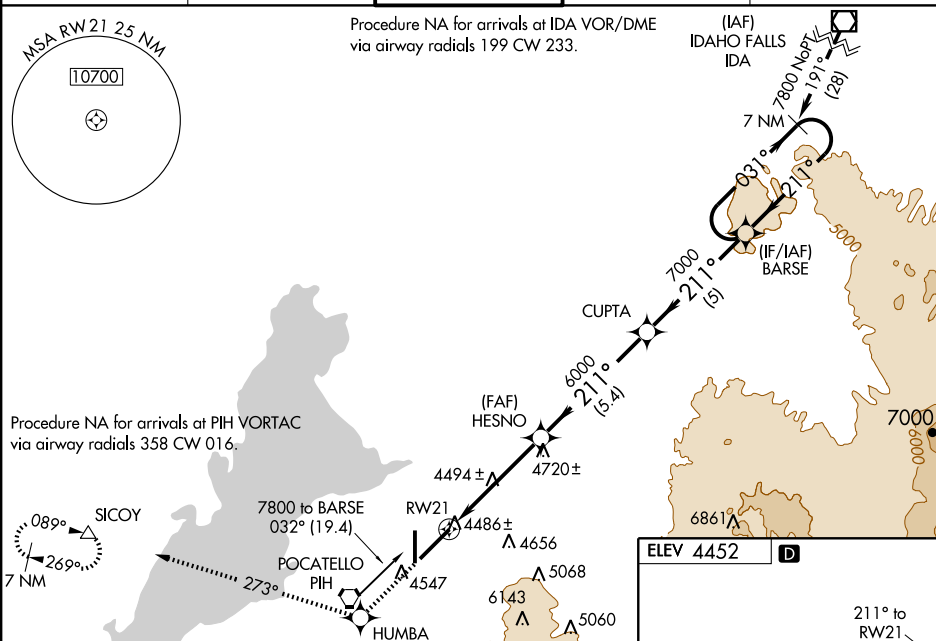 MSA RW 21 25 NM
10700
Procedure NA for arrivals at IDA VOR/DME
via airway radials 199 CW 233.
(IAF)
IDAHO FALLS
IDA
7800 NoPT
191°
(28)
7 NM
031°
211°
(IF/IAF)
BARSE
5000
7000
211°
(5)
CUPTA
6000
211°
(5.4)
(FAF)
HESNO
7000
6000
Procedure NA for arrivals at PIH VORTAC
via airway radials 358 CW 016.
4494 ±
4720 ±
7800 to BARSE
032° (19.4)
RW21
4486 ±
4656
6861
089°
SICOY
269°
7 NM
273°
POCATELLO
PIH
4547
5068
6143
5060
HUMBA
ELEV 4452
D
211° to
RW21